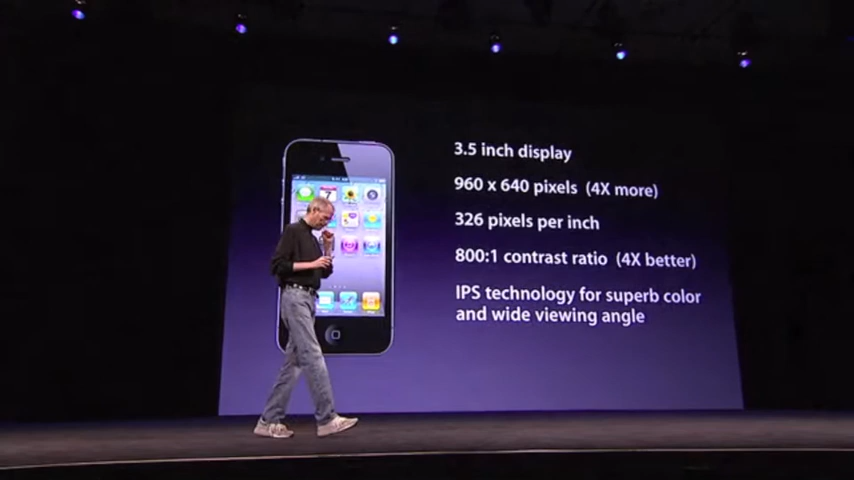 3.5 inch display
960 x 640 pixels (4X more)
326 pixels per inch
800:1 contrast ratio (4X better)
IPS technology for superb color
and wide viewing angle
7